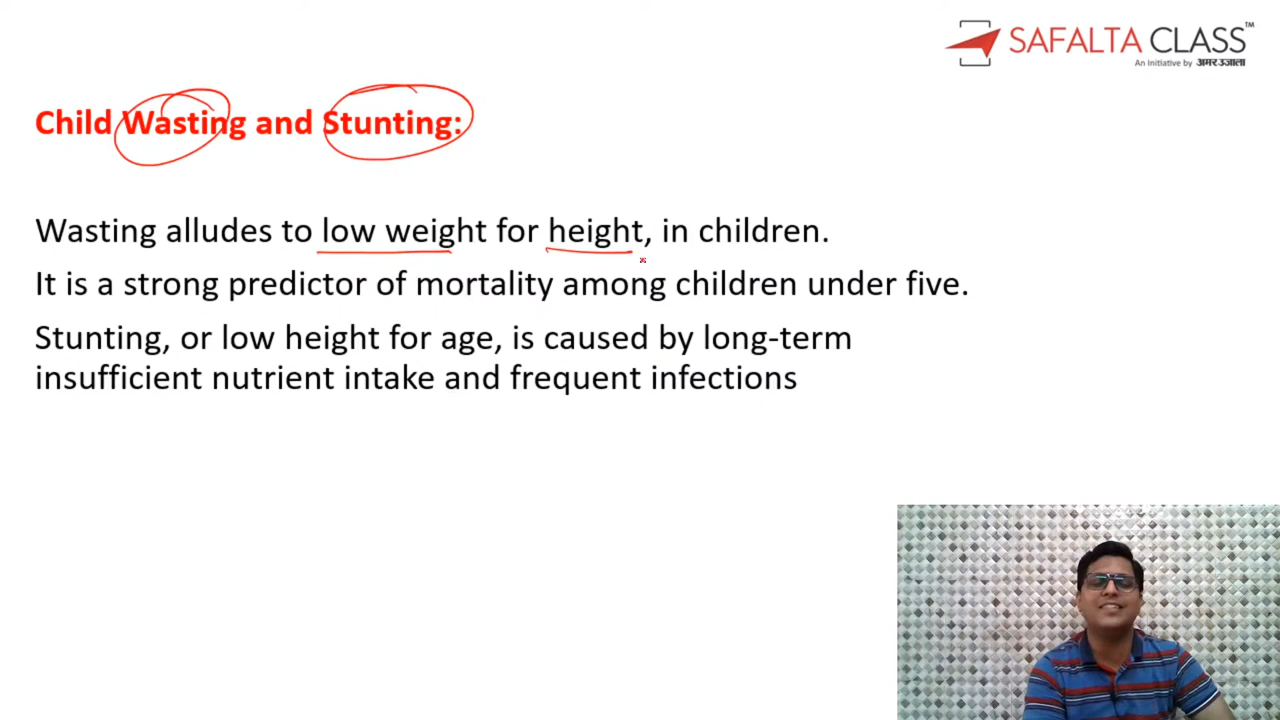 SAFALTA CLASS™
An Initiative by अमर उजाला
Child Wasting and Stunting:
Wasting alludes to low weight for height, in children.
It is a strong predictor of mortality among children under five.
Stunting, or low height for age, is caused by long-term
insufficient nutrient intake and frequent infections